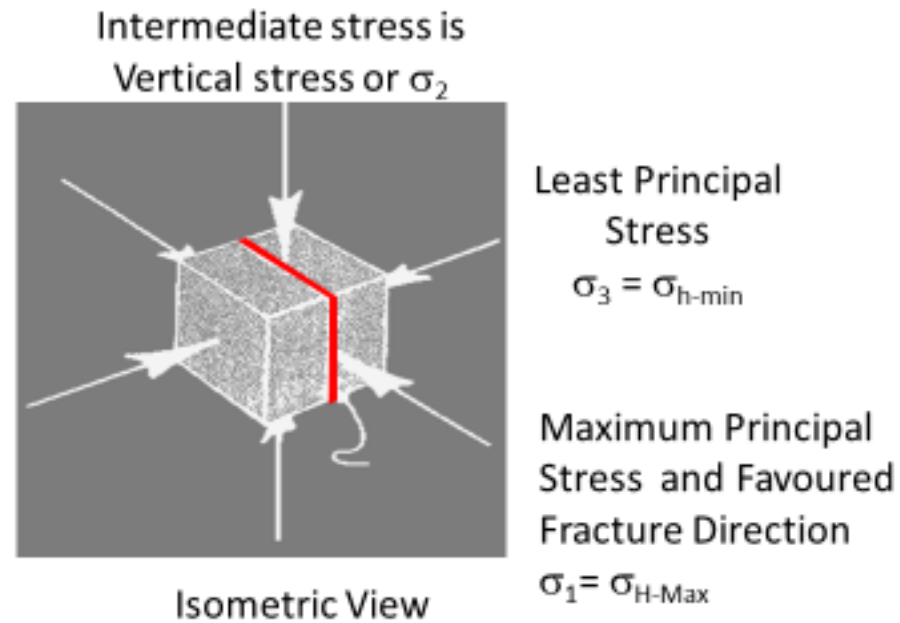 Intermediate stress is
Vertical stress or σ₂
Least Principal
Stress
σ₃ = σₕ₋ₘᵢₙ
Maximum Principal
Stress and Favoured
Fracture Direction
σ₁= σ_H-Max
Isometric View